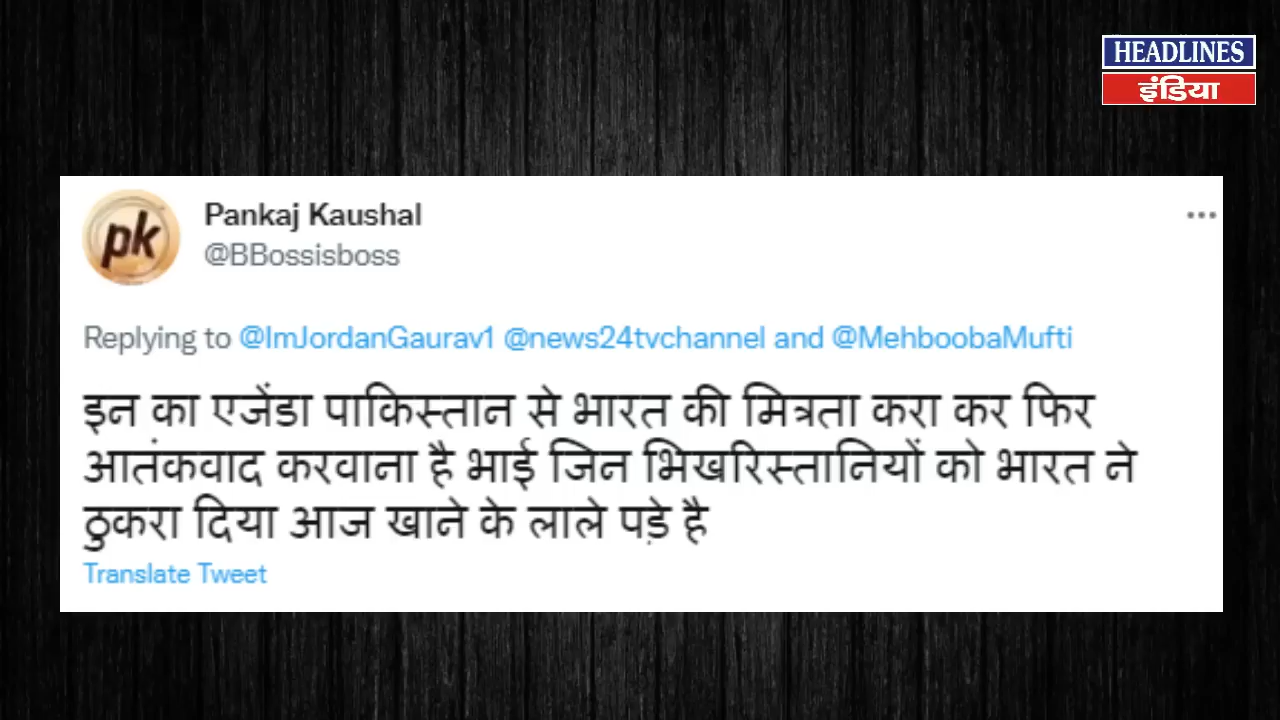 HEADLINES
इंडिया
pk
Pankaj Kaushal
@BBossisboss
Replying to @ImJordanGaurav1 @news24tvchannel and @MehboobaMufti
इन का एजेंडा पाकिस्तान से भारत की मित्रता करा कर फिर
आतंकवाद करवाना है भाई जिन भिखरिस्तानियों को भारत ने
ठुकरा दिया आज खाने के लाले पड़े है
Translate Tweet